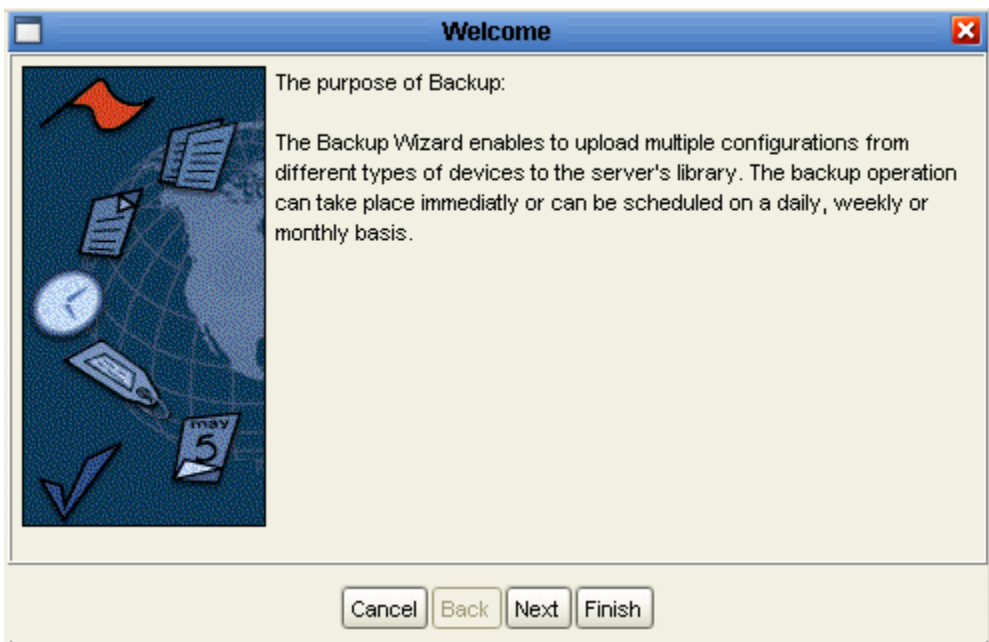 Welcome
The purpose of Backup:
The Backup Wizard enables to upload multiple configurations from
different types of devices to the server's library. The backup operation
can take place immediatly or can be scheduled on a daily, weekly or
monthly basis.
may
5
Cancel
Back
Next
Finish